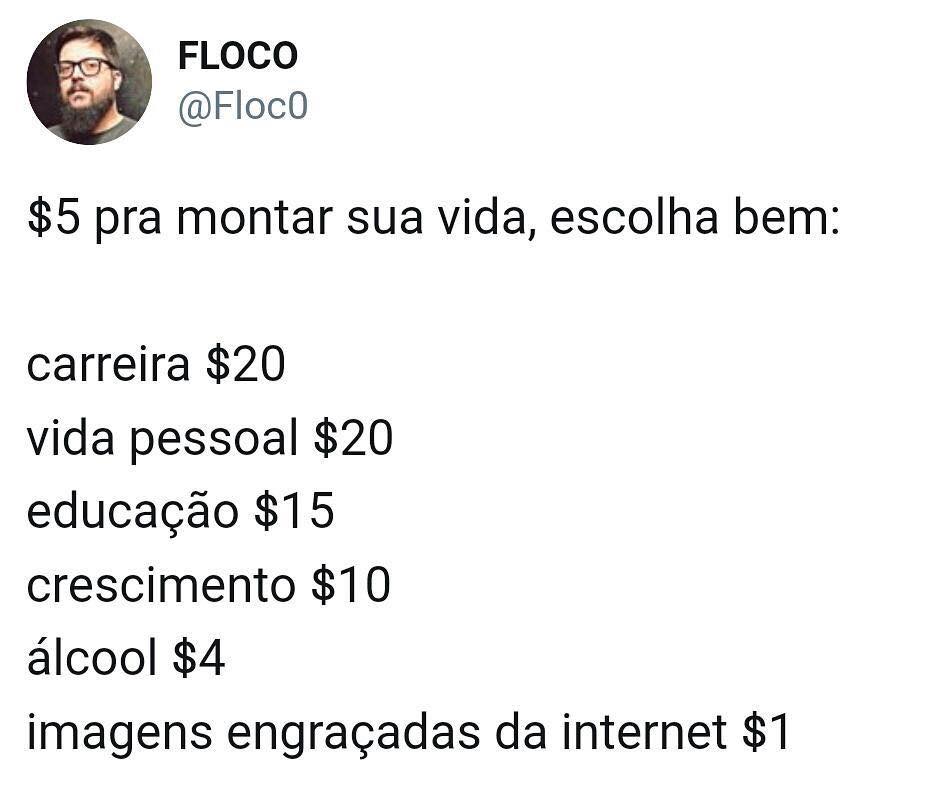 FLOCO
@Floc0
$5 pra montar sua vida, escolha bem:
carreira $20
vida pessoal $20
educação $15
crescimento $10
álcool $4
imagens engraçadas da internet $1